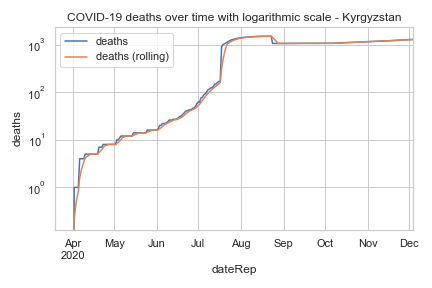 COVID-19 deaths over time with logarithmic scale - Kyrgyzstan
deaths
deaths (rolling)
10³
10²
10¹
10⁰
deaths
Apr May Jun Jul Aug Sep Oct Nov Dec
2020
dateRep